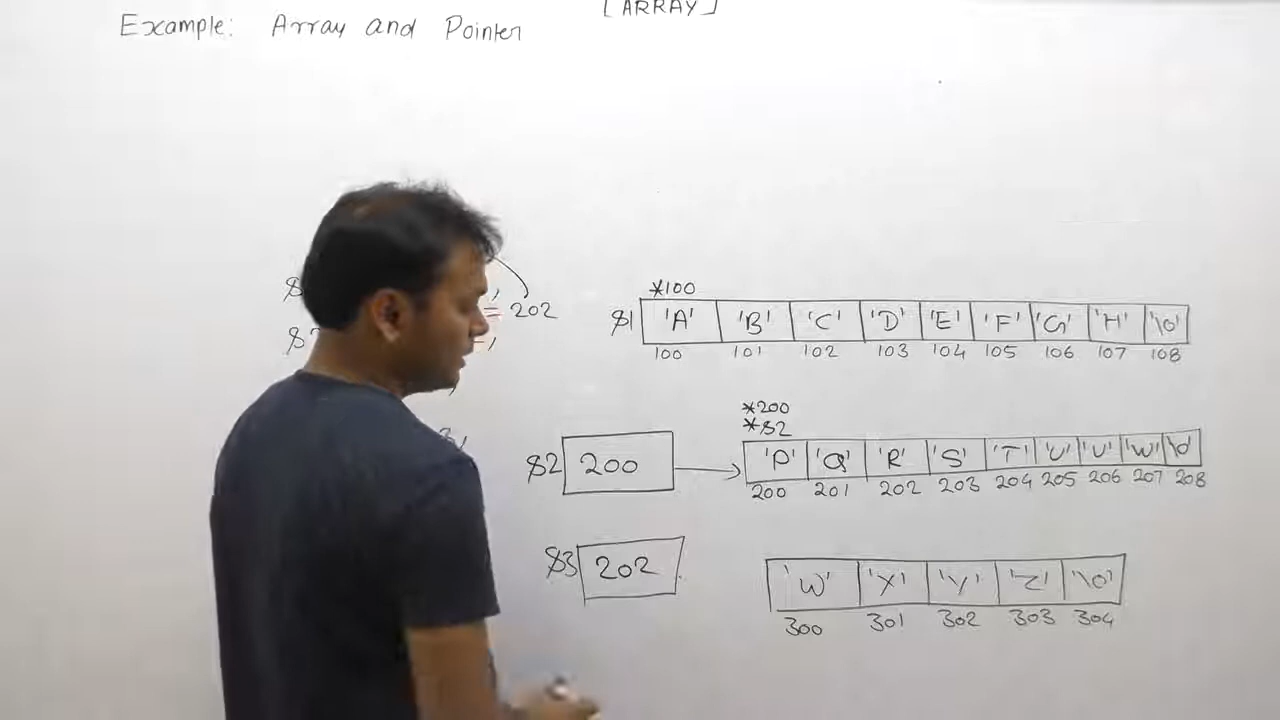 [ARRAY]
Example: Array and Pointer
= 202
*100
S1 'A' 'B' 'C' 'D' 'E' 'F' 'G' 'H' '\0'
100 101 102 103 104 105 106 107 108
*200
*S2
S2 200 'P' 'Q' 'R' 'S' 'T' 'U' 'V' 'W' '\0'
200 201 202 203 204 205 206 207 208
S3 202 'W' 'X' 'Y' 'Z' '\0'
300 301 302 303 304